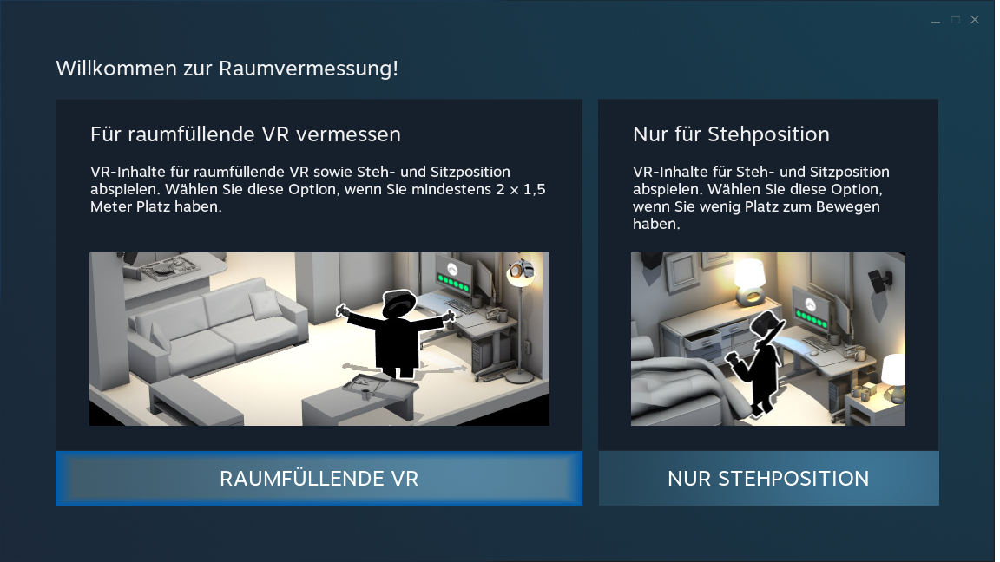 Willkommen zur Raumvermessung!
Für raumfüllende VR vermessen
VR-Inhalte für raumfüllende VR sowie Steh- und Sitzposition
abspielen. Wählen Sie diese Option, wenn Sie mindestens 2 × 1,5
Meter Platz haben.
RAUMFÜLLENDE VR
Nur für Stehposition
VR-Inhalte für Steh- und Sitzposition
abspielen. Wählen Sie diese Option,
wenn Sie wenig Platz zum Bewegen
haben.
NUR STEHPOSITION